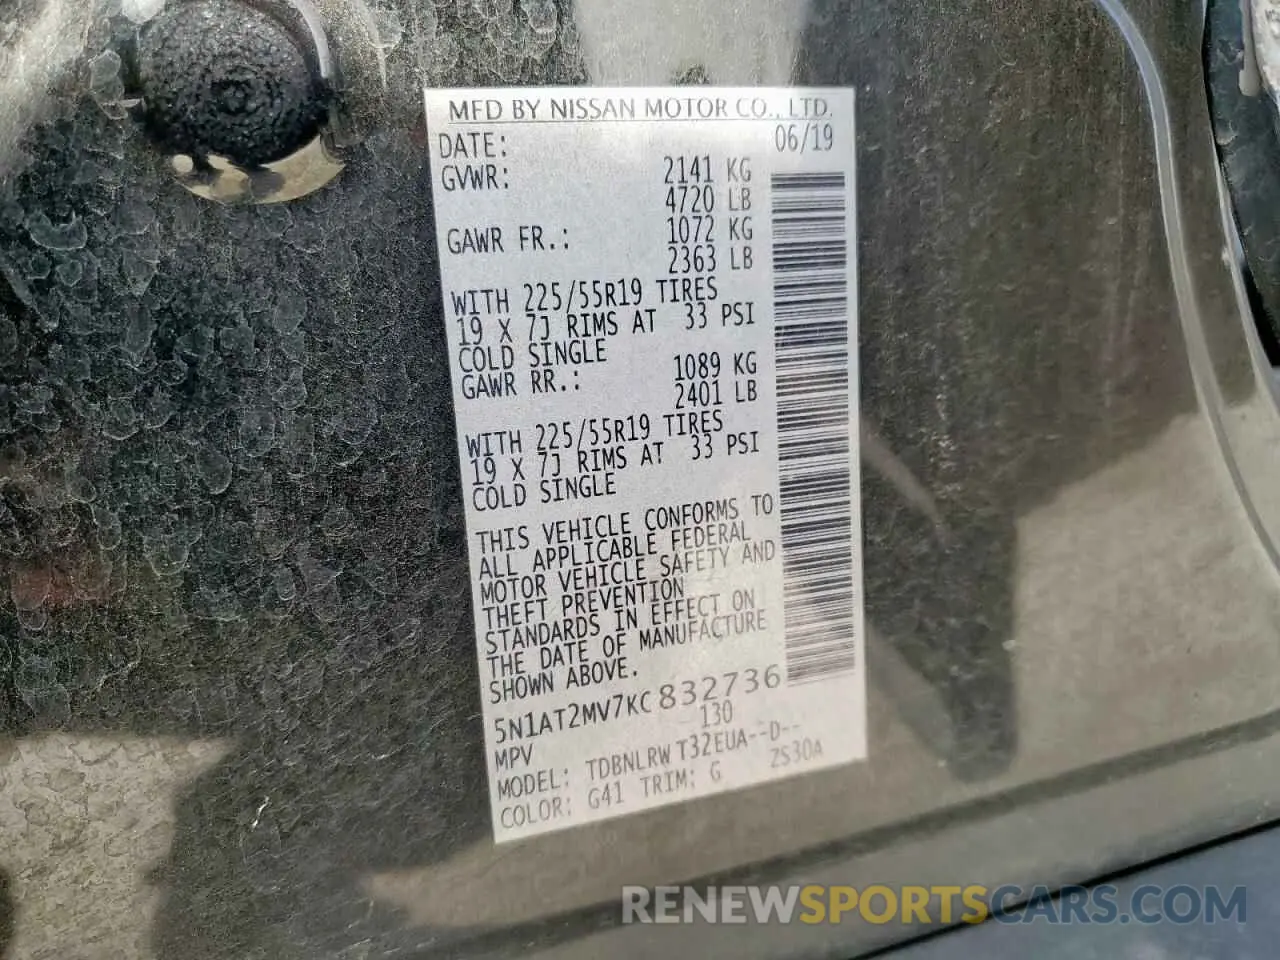 MFD BY NISSAN MOTOR CO., LTD.
DATE: 06/19
GVWR: 2141 KG
4720 LB
GAWR FR.: 1072 KG
2363 LB
WITH 225/55R19 TIRES
19 X 7J RIMS AT 33 PSI
COLD SINGLE
GAWR RR.: 1089 KG
2401 LB
WITH 225/55R19 TIRES
19 X 7J RIMS AT 33 PSI
COLD SINGLE
THIS VEHICLE CONFORMS TO
ALL APPLICABLE FEDERAL
MOTOR VEHICLE SAFETY AND
THEFT PREVENTION
STANDARDS IN EFFECT ON
THE DATE OF MANUFACTURE
SHOWN ABOVE.
5N1AT2MV7KC832736
MPV 130
MODEL: TDBNLRW T32EUA--D--
COLOR: G41 TRIM: G ZS30A
RENEWSPORTSCARS.COM